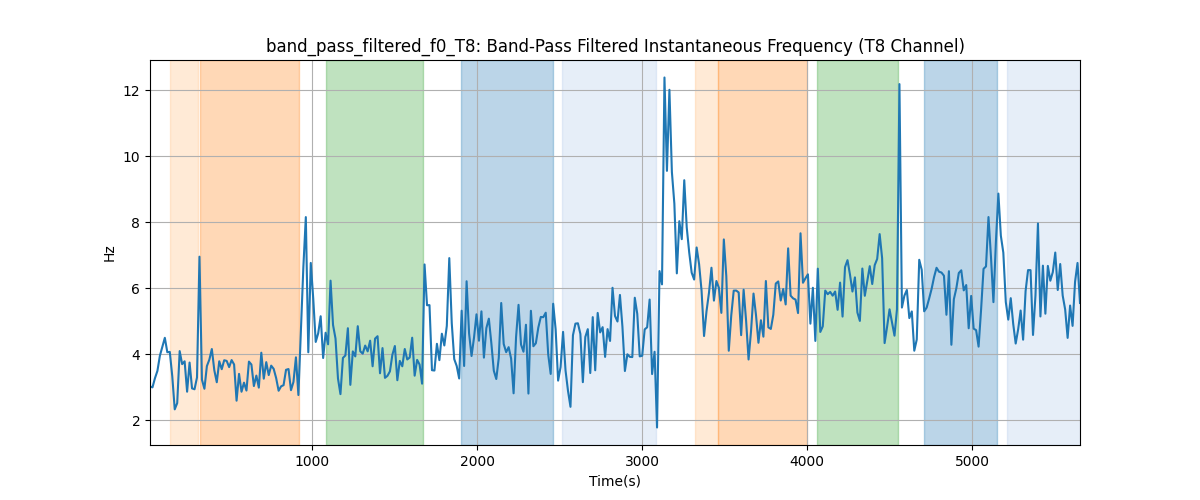 band_pass_filtered_f0_T8: Band-Pass Filtered Instantaneous Frequency (T8 Channel)
12
10
8
6
4
2
Hz
1000 2000 3000 4000 5000
Time(s)